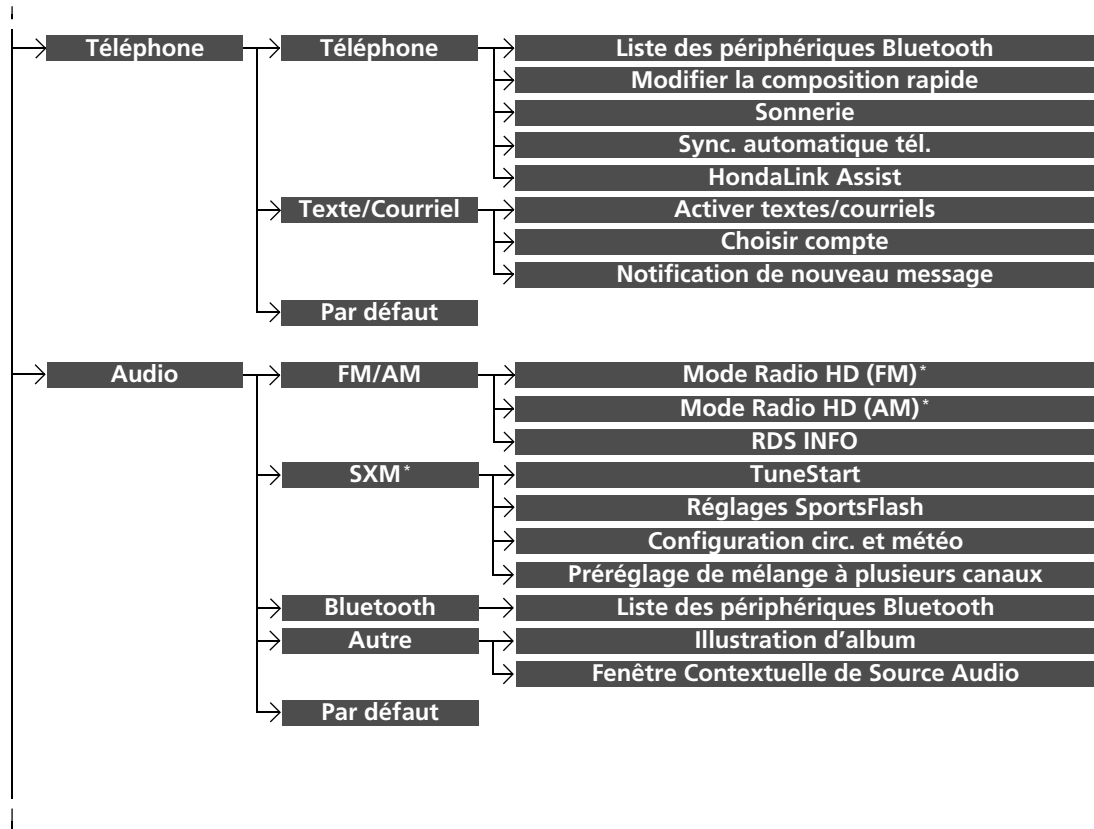 Téléphone
Téléphone
Liste des périphériques Bluetooth
Modifier la composition rapide
Sonnerie
Sync. automatique tél.
HondaLink Assist
Texte/Courriel
Activer textes/courriels
Choisir compte
Notification de nouveau message
Par défaut
Audio
FM/AM
Mode Radio HD (FM)*
Mode Radio HD (AM)*
RDS INFO
SXM*
TuneStart
Réglages SportsFlash
Configuration circ. et météo
Préréglage de mélange à plusieurs canaux
Bluetooth
Liste des périphériques Bluetooth
Autre
Illustration d'album
Fenêtre Contextuelle de Source Audio
Par défaut